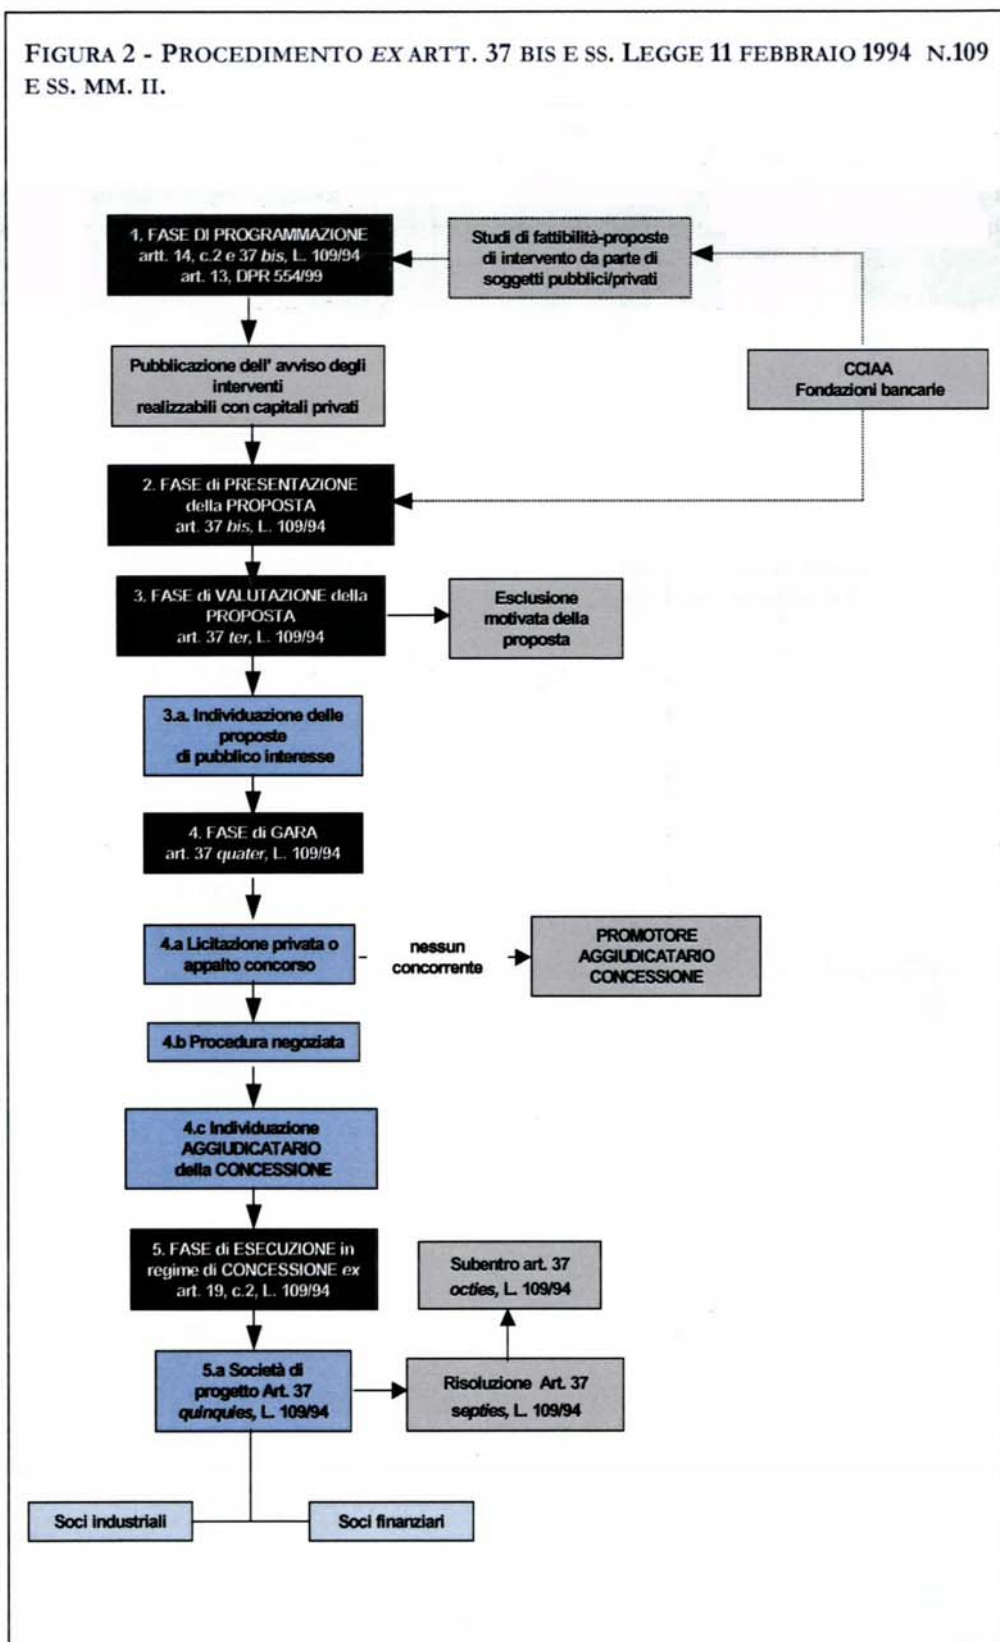 FIGURA 2 - PROCEDIMENTO EX ARTT. 37 BIS E SS. LEGGE 11 FEBBRAIO 1994 N.109
E SS. MM. II.
1. FASE DI PROGRAMMAZIONE
artt. 14, c.2 e 37 bis, L. 109/94
art. 13, DPR 554/99
Studi di fattibilità-proposte
di intervento da parte di
soggetti pubblici/privati
Pubblicazione dell' avviso degli
interventi
realizzabili con capitali privati
CCIAA
Fondazioni bancarie
2. FASE di PRESENTAZIONE
della PROPOSTA
art. 37 bis, L. 109/94
3. FASE di VALUTAZIONE della
PROPOSTA
art. 37 ter, L. 109/94
Esclusione
motivata della
proposta
3.a. Individuazione delle
proposte
di pubblico interesse
4. FASE di GARA
art. 37 quater, L. 109/94
4.a Licitazione privata o
appalto concorso
nessun
concorrente
PROMOTORE
AGGIUDICATARIO
CONCESSIONE
4.b Procedura negoziata
4.c Individuazione
AGGIUDICATARIO
della CONCESSIONE
5. FASE di ESECUZIONE in
regime di CONCESSIONE ex
art. 19, c.2, L. 109/94
Subentro art. 37
octies, L. 109/94
5.a Società di
progetto Art. 37
quinquies, L. 109/94
Risoluzione Art. 37
septies, L. 109/94
Soci industriali
Soci finanziari